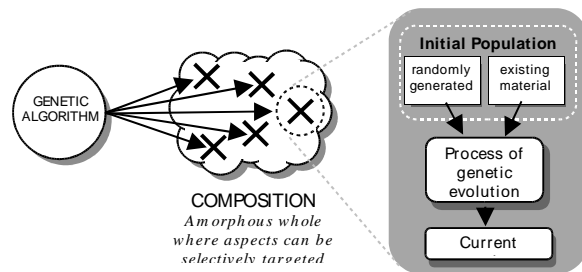 GENETIC
ALGORITHM
COMPOSITION
Amorphous whole
where aspects can be
selectively targeted
Initial Population
randomly
generated
existing
material
Process of
genetic
evolution
Current